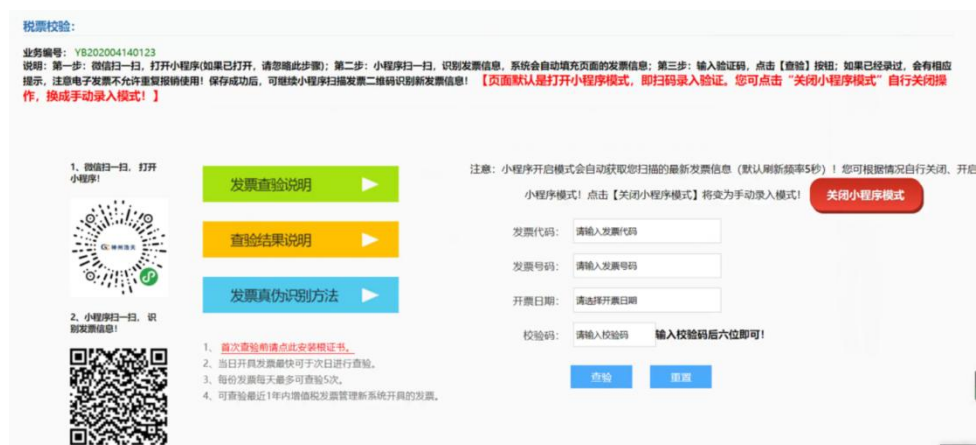 税票校验：
业务编号： YB202004140123
说明：第一步：微信扫一扫，打开小程序(如果已打开，请忽略此步骤)；第二步：小程序扫一扫，识别发票信息，系统会自动填充页面的发票信息；第三步：输入验证码，点击【查验】按钮；如果已经录过，会有相应
提示，注意电子发票不允许重复报销使用！保存成功后，可继续小程序扫描发票二维码识别新发票信息！【页面默认是打开小程序模式，即扫码录入验证。您可点击“关闭小程序模式”自行关闭操
作，换成手动录入模式！】
1、微信扫一扫，打开
小程序！
神州浩天
2、小程序扫一扫，识
别发票信息！
发票查验说明
查验结果说明
发票真伪识别方法
1、 首次查验前请点此安装根证书。
2、当日开具发票最快可于次日进行查验。
3、每份发票每天最多可查验5次。
4、可查验最近1年内增值税发票管理新系统开具的发票。
注意：小程序开启模式会自动获取您扫描的最新发票信息（默认刷新频率5秒）！您可根据情况自行关闭、开启
小程序模式！点击【关闭小程序模式】将变为手动录入模式！ 关闭小程序模式
发票代码： 请输入发票代码
发票号码： 请输入发票号码
开票日期： 请选择开票日期
校验码： 请输入校验码 输入校验码后六位即可！
查验 重置